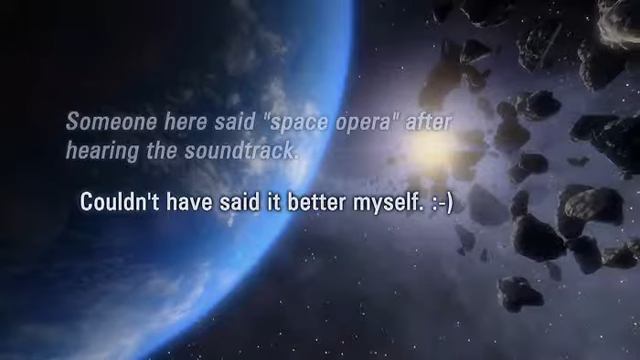 Someone here said "space opera" after
hearing the soundtrack.
Couldn't have said it better myself. :-)